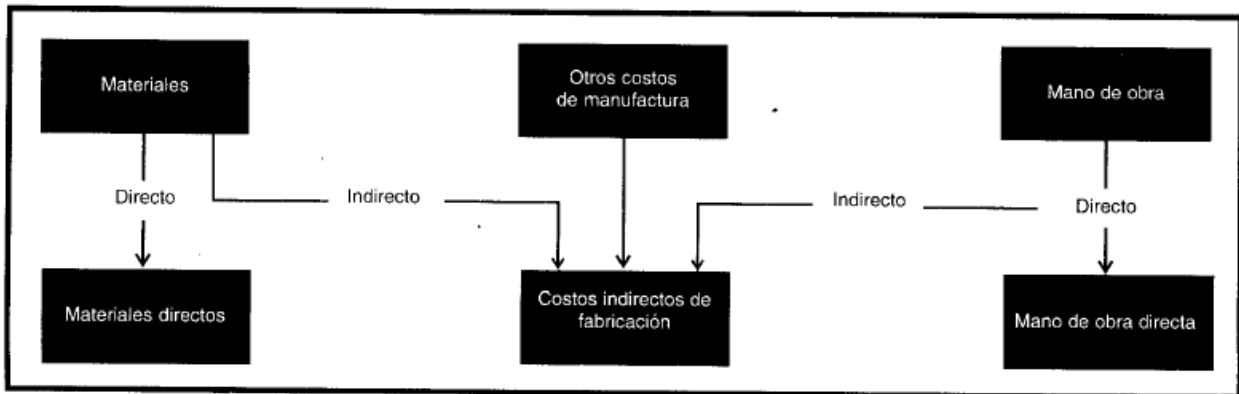 Materiales
Otros costos
de manufactura
Mano de obra
Directo
Indirecto
Indirecto
Directo
Materiales directos
Costos indirectos de
fabricación
Mano de obra directa